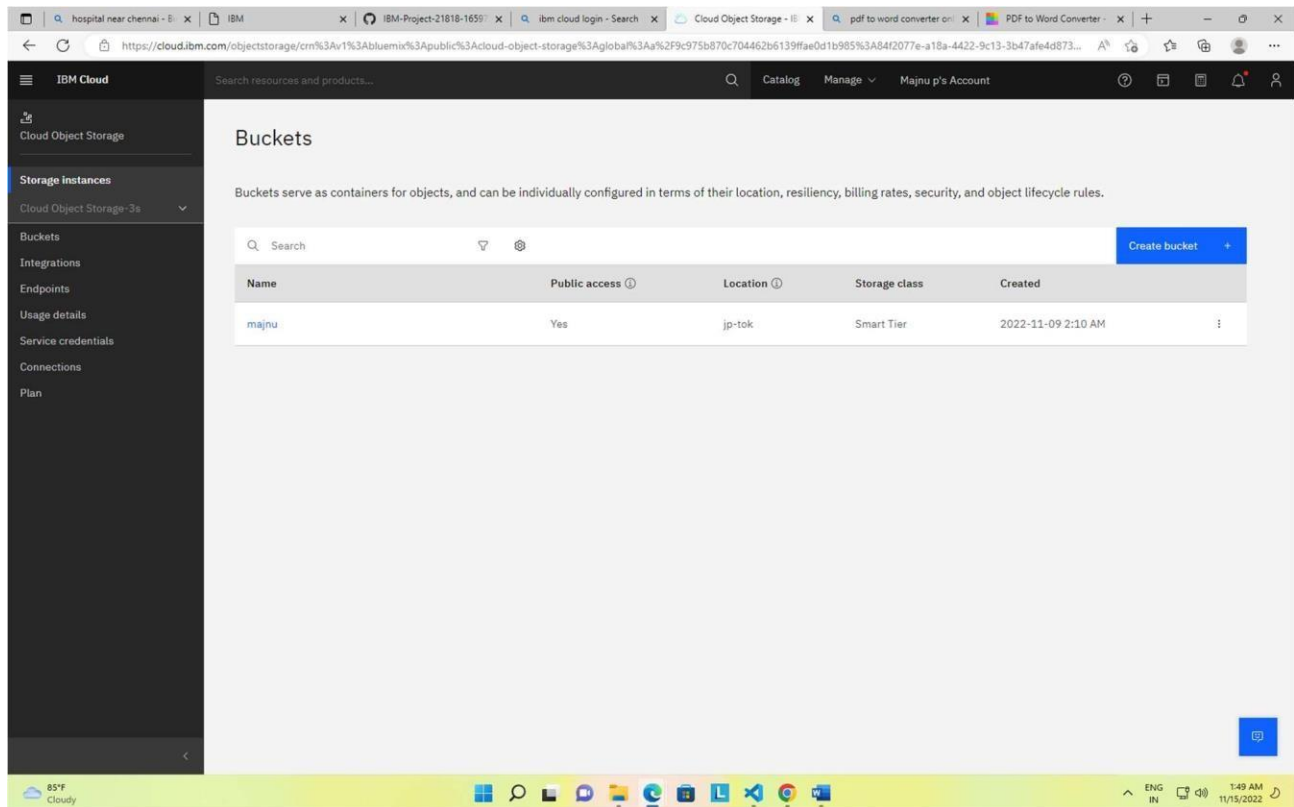 hospital near chennai - B
IBM
IBM-Project-21818-1659
ibm cloud login - Search
Cloud Object Storage - IB
pdf to word converter onl
PDF to Word Converter -
https://cloud.ibm.com/objectstorage/crn%3Av1%3Abluemix%3Apublic%3Acloud-object-storage%3Aglobal%3Aa%2F9c975b870c704462b6139ffae0d1b985%3A84f2077e-a18a-4422-9c13-3b47afe4d873...
IBM Cloud
Search resources and products...
Catalog
Manage
Majnu p's Account
Cloud Object Storage
Storage instances
Cloud Object Storage-3s
Buckets
Integrations
Endpoints
Usage details
Service credentials
Connections
Plan
Buckets
Buckets serve as containers for objects, and can be individually configured in terms of their location, resiliency, billing rates, security, and object lifecycle rules.
Search
Create bucket +
Name Public access Location Storage class Created
majnu Yes jp-tok Smart Tier 2022-11-09 2:10 AM
85°F
Cloudy
ENG
IN
1:49 AM
11/15/2022